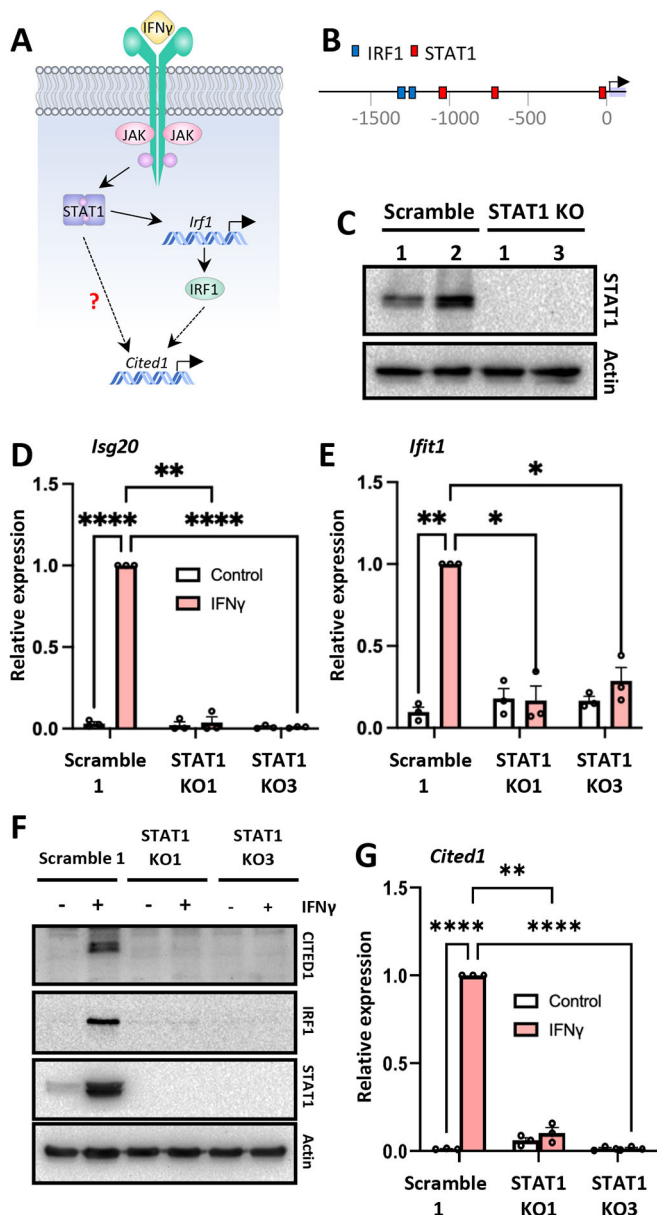 A
IFNγ
JAK
JAK
STAT1
Irf1
IRF1
?
Cited1
B
IRF1
STAT1
-1500
-1000
-500
0
C
Scramble
STAT1 KO
1
2
1
3
STAT1
Actin
D
Isg20
**
****
****
Relative expression
1.5
1.0
0.5
0.0
Control
IFNγ
Scramble
1
STAT1
KO1
STAT1
KO3
E
Ifit1
*
**
*
Relative expression
1.5
1.0
0.5
0.0
Scramble
1
STAT1
KO1
STAT1
KO3
F
Scramble 1
STAT1
KO1
STAT1
KO3
- + - + - + IFNγ
CITED1
IRF1
STAT1
Actin
G
Cited1
**
****
****
Relative expression
1.5
1.0
0.5
0.0
Control
IFNγ
Scramble
1
STAT1
KO1
STAT1
KO3